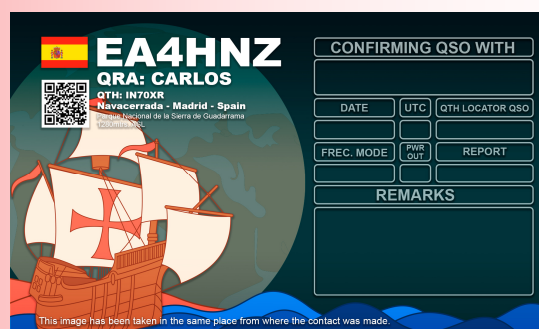 EA4HNZ
QRA: CARLOS
QTH: IN70XR
Navacerrada - Madrid - Spain
Parque Nacional de la Sierra de Guadarrama
CONFIRMING QSO WITH
DATE UTC QTH LOCATOR QSO
FREC. MODE PWR OUT REPORT
REMARKS
This image has been taken in the same place from where the contact was made.